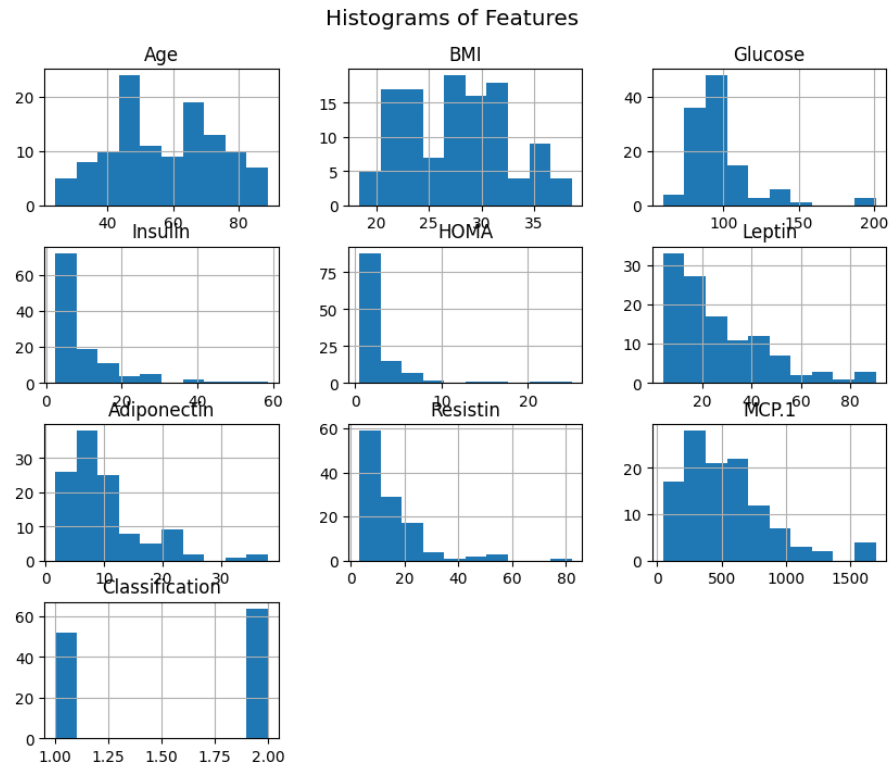 Histograms of Features
Age BMI Glucose
20
10
0
40 60 80
15
10
5
0
20 25 30 35
40
20
0
100 150 200
Insulin HOMA Leptin
60
40
20
0
0 20 40 60
75
50
25
0
0 10 20
30
20
10
0
20 40 60 80
Adiponectin Resistin MCP.1
30
20
10
0
10 20 30
60
40
20
0
0 20 40 60 80
20
10
0
0 500 1000 1500
Classification
60
40
20
0
1.00 1.25 1.50 1.75 2.00